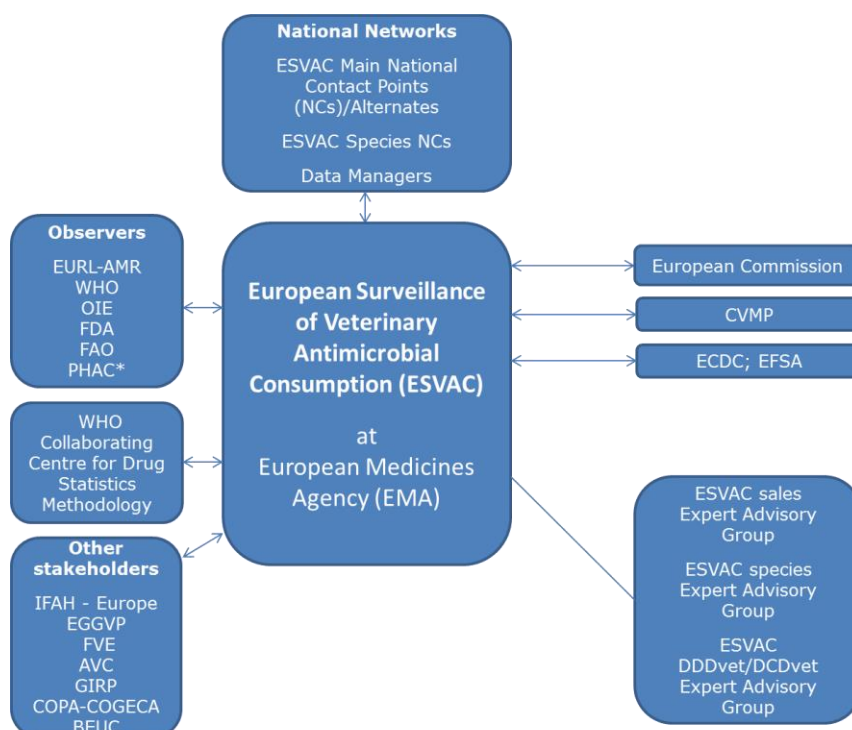 National Networks
ESVAC Main National
Contact Points
(NCs)/Alternates
ESVAC Species NCs
Data Managers
Observers
EURL-AMR
WHO
OIE
FDA
FAO
PHAC*
WHO
Collaborating
Centre for Drug
Statistics
Methodology
Other
stakeholders
IFAH - Europe
EGGVP
FVE
AVC
GIRP
COPA-COGECA
BEUC
European Surveillance
of Veterinary
Antimicrobial
Consumption (ESVAC)
at
European Medicines
Agency (EMA)
European Commission
CVMP
ECDC; EFSA
ESVAC sales
Expert Advisory
Group
ESVAC species
Expert Advisory
Group
ESVAC
DDDvet/DCDvet
Expert Advisory
Group